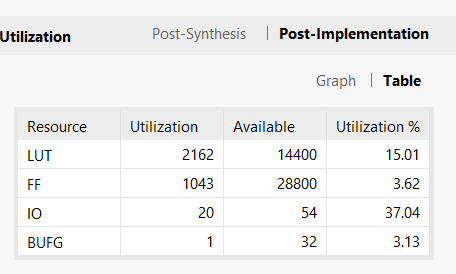 Utilization Post-Synthesis | Post-Implementation
Graph | Table
Resource Utilization Available Utilization %
LUT 2162 14400 15.01
FF 1043 28800 3.62
IO 20 54 37.04
BUFG 1 32 3.13